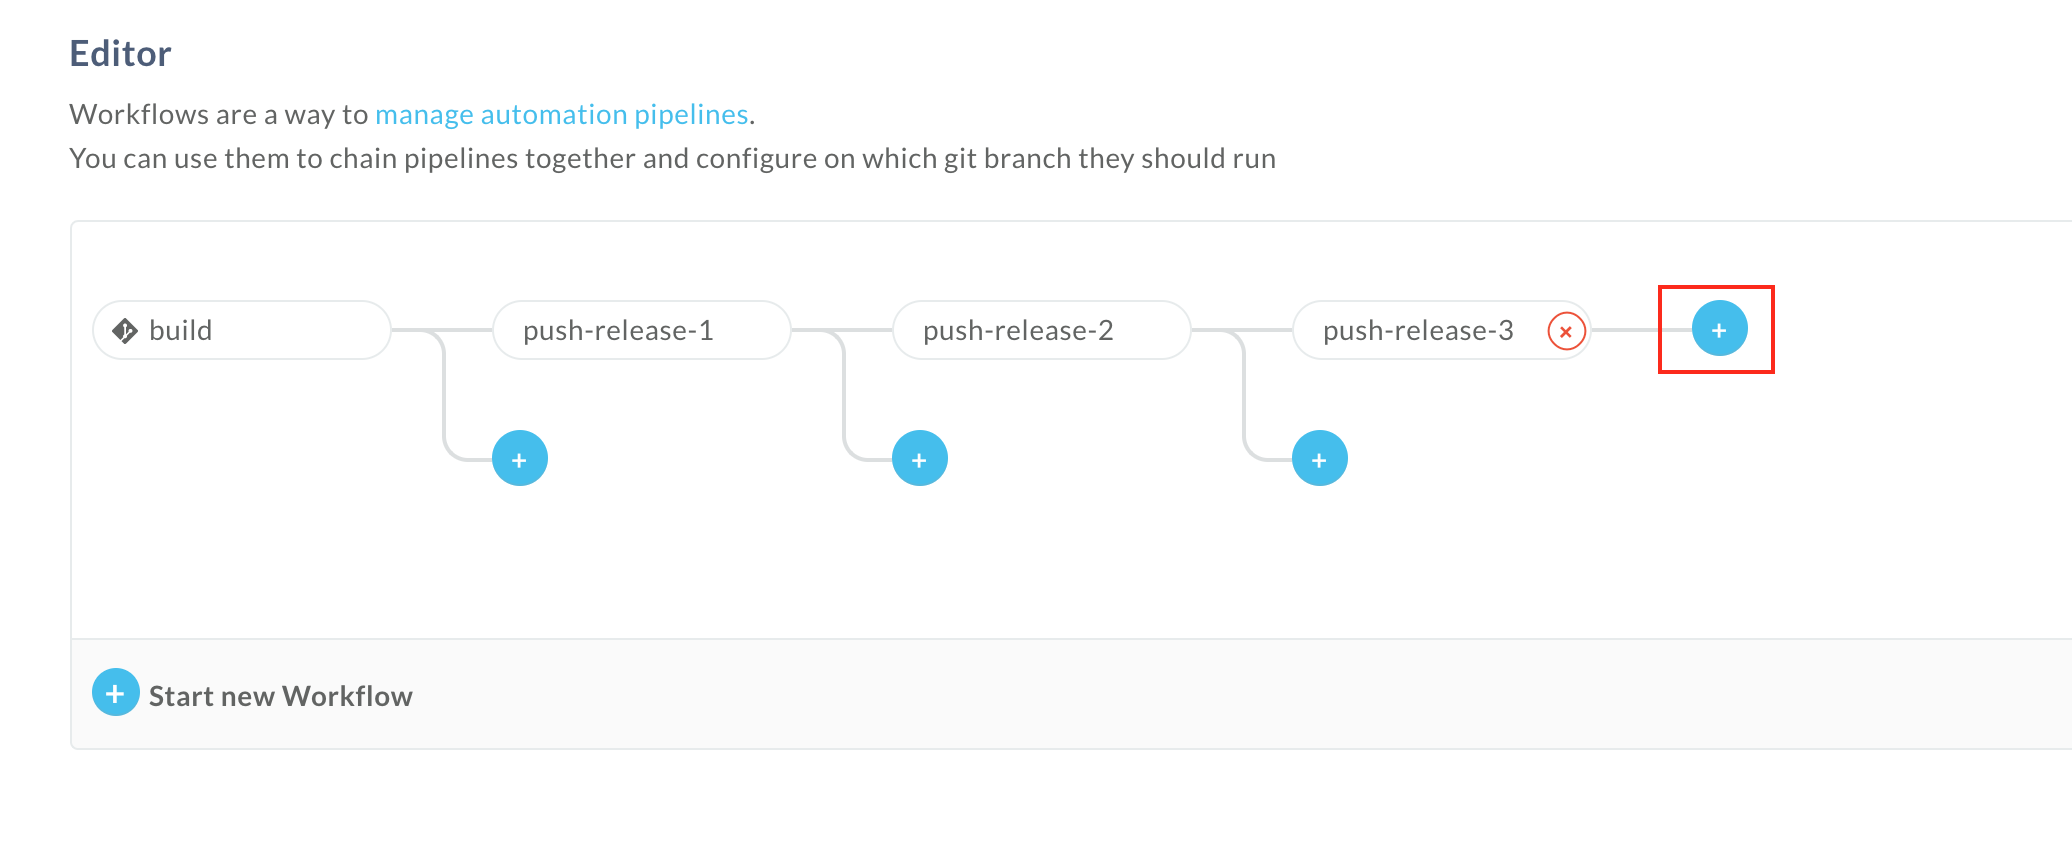 Editor
Workflows are a way to manage automation pipelines.
You can use them to chain pipelines together and configure on which git branch they should run
build push-release-1 push-release-2 push-release-3 × +
+ + +
+ Start new Workflow